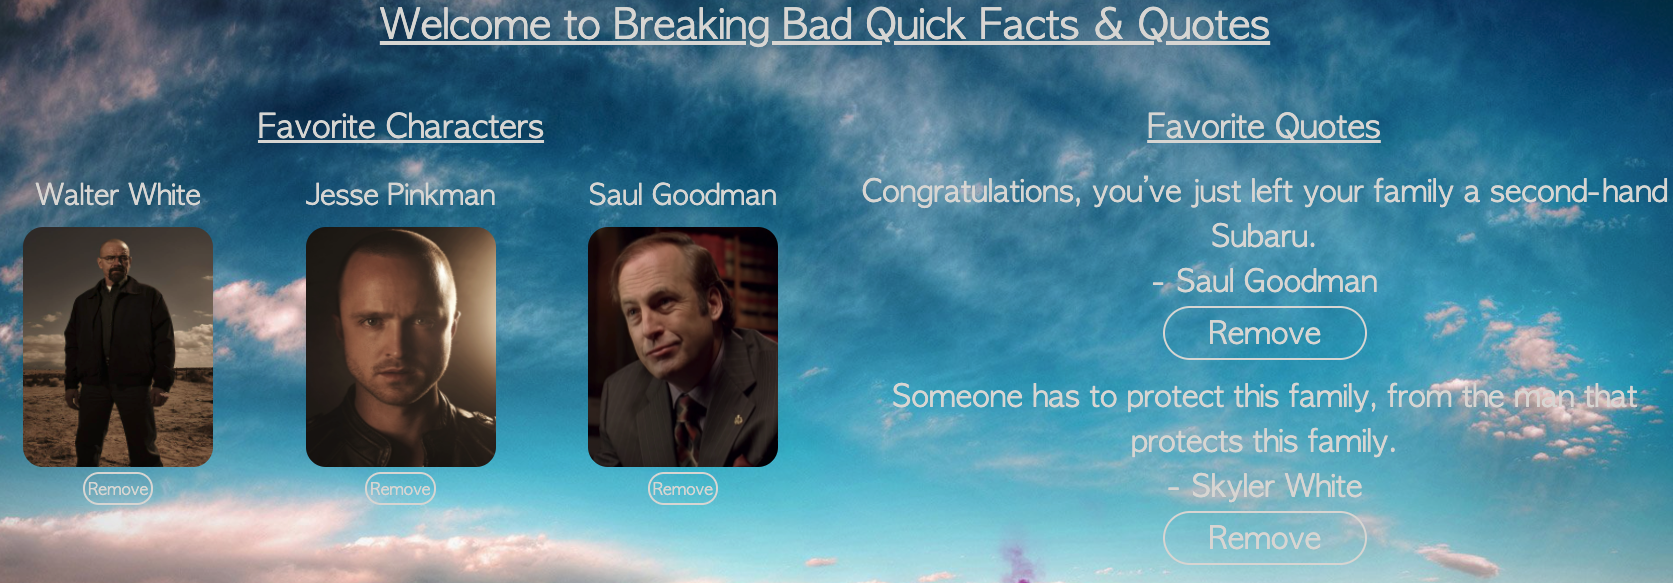 Welcome to Breaking Bad Quick Facts & Quotes
Favorite Characters
Walter White
Jesse Pinkman
Saul Goodman
Remove
Remove
Remove
Favorite Quotes
Congratulations, you've just left your family a second-hand
Subaru.
- Saul Goodman
Remove
Someone has to protect this family, from the man that
protects this family.
- Skyler White
Remove